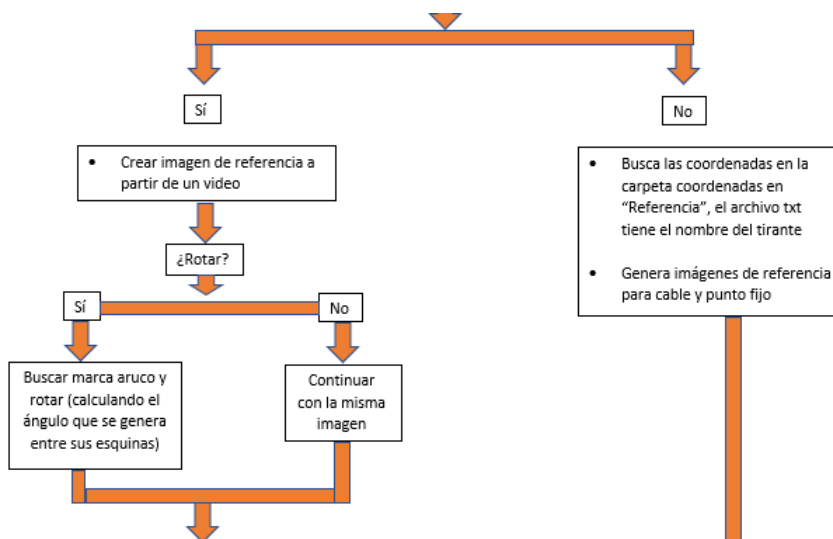 Sí
No
• Crear imagen de referencia a
partir de un video
• Busca las coordenadas en la
carpeta coordenadas en
“Referencia”, el archivo txt
tiene el nombre del tirante
• Genera imágenes de referencia
para cable y punto fijo
¿Rotar?
Sí
No
Buscar marca aruco y
rotar (calculando el
ángulo que se genera
entre sus esquinas)
Continuar
con la misma
imagen